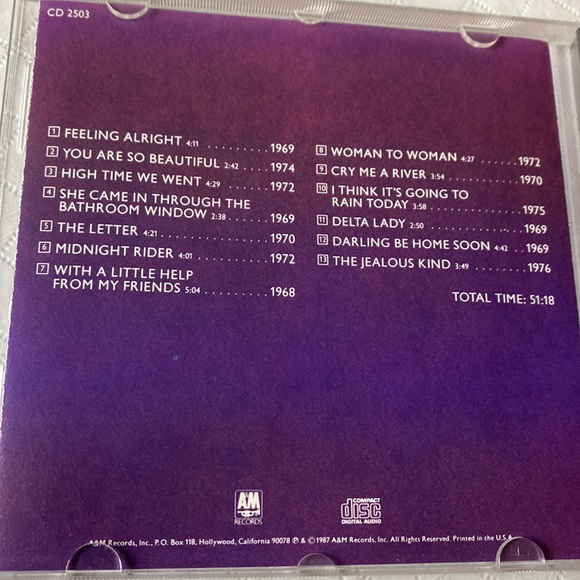 CD 2503
1 FEELING ALRIGHT 4:11 ......... 1969
2 YOU ARE SO BEAUTIFUL 2:42 .... 1974
3 HIGH TIME WE WENT 4:29 ....... 1972
4 SHE CAME IN THROUGH THE
BATHROOM WINDOW 2:38 ...... 1969
5 THE LETTER 4:21 ............. 1970
6 MIDNIGHT RIDER 4:01 ......... 1972
7 WITH A LITTLE HELP
FROM MY FRIENDS 5:04 ......... 1968
8 WOMAN TO WOMAN 4:27 ..... 1972
9 CRY ME A RIVER 3:54 ......... 1970
10 I THINK IT'S GOING TO
RAIN TODAY 3:58 ............ 1975
11 DELTA LADY 2:50 ............ 1969
12 DARLING BE HOME SOON 4:42 .. 1969
13 THE JEALOUS KIND 3:49 ....... 1976
TOTAL TIME: 51:18
A&M
RECORDS
COMPACT
disc
DIGITAL AUDIO
A&M Records, Inc., P.O. Box 118, Hollywood, California 90078 ℗ & ©1987 A&M Records, Inc. All Rights Reserved. Printed in the U.S.A.